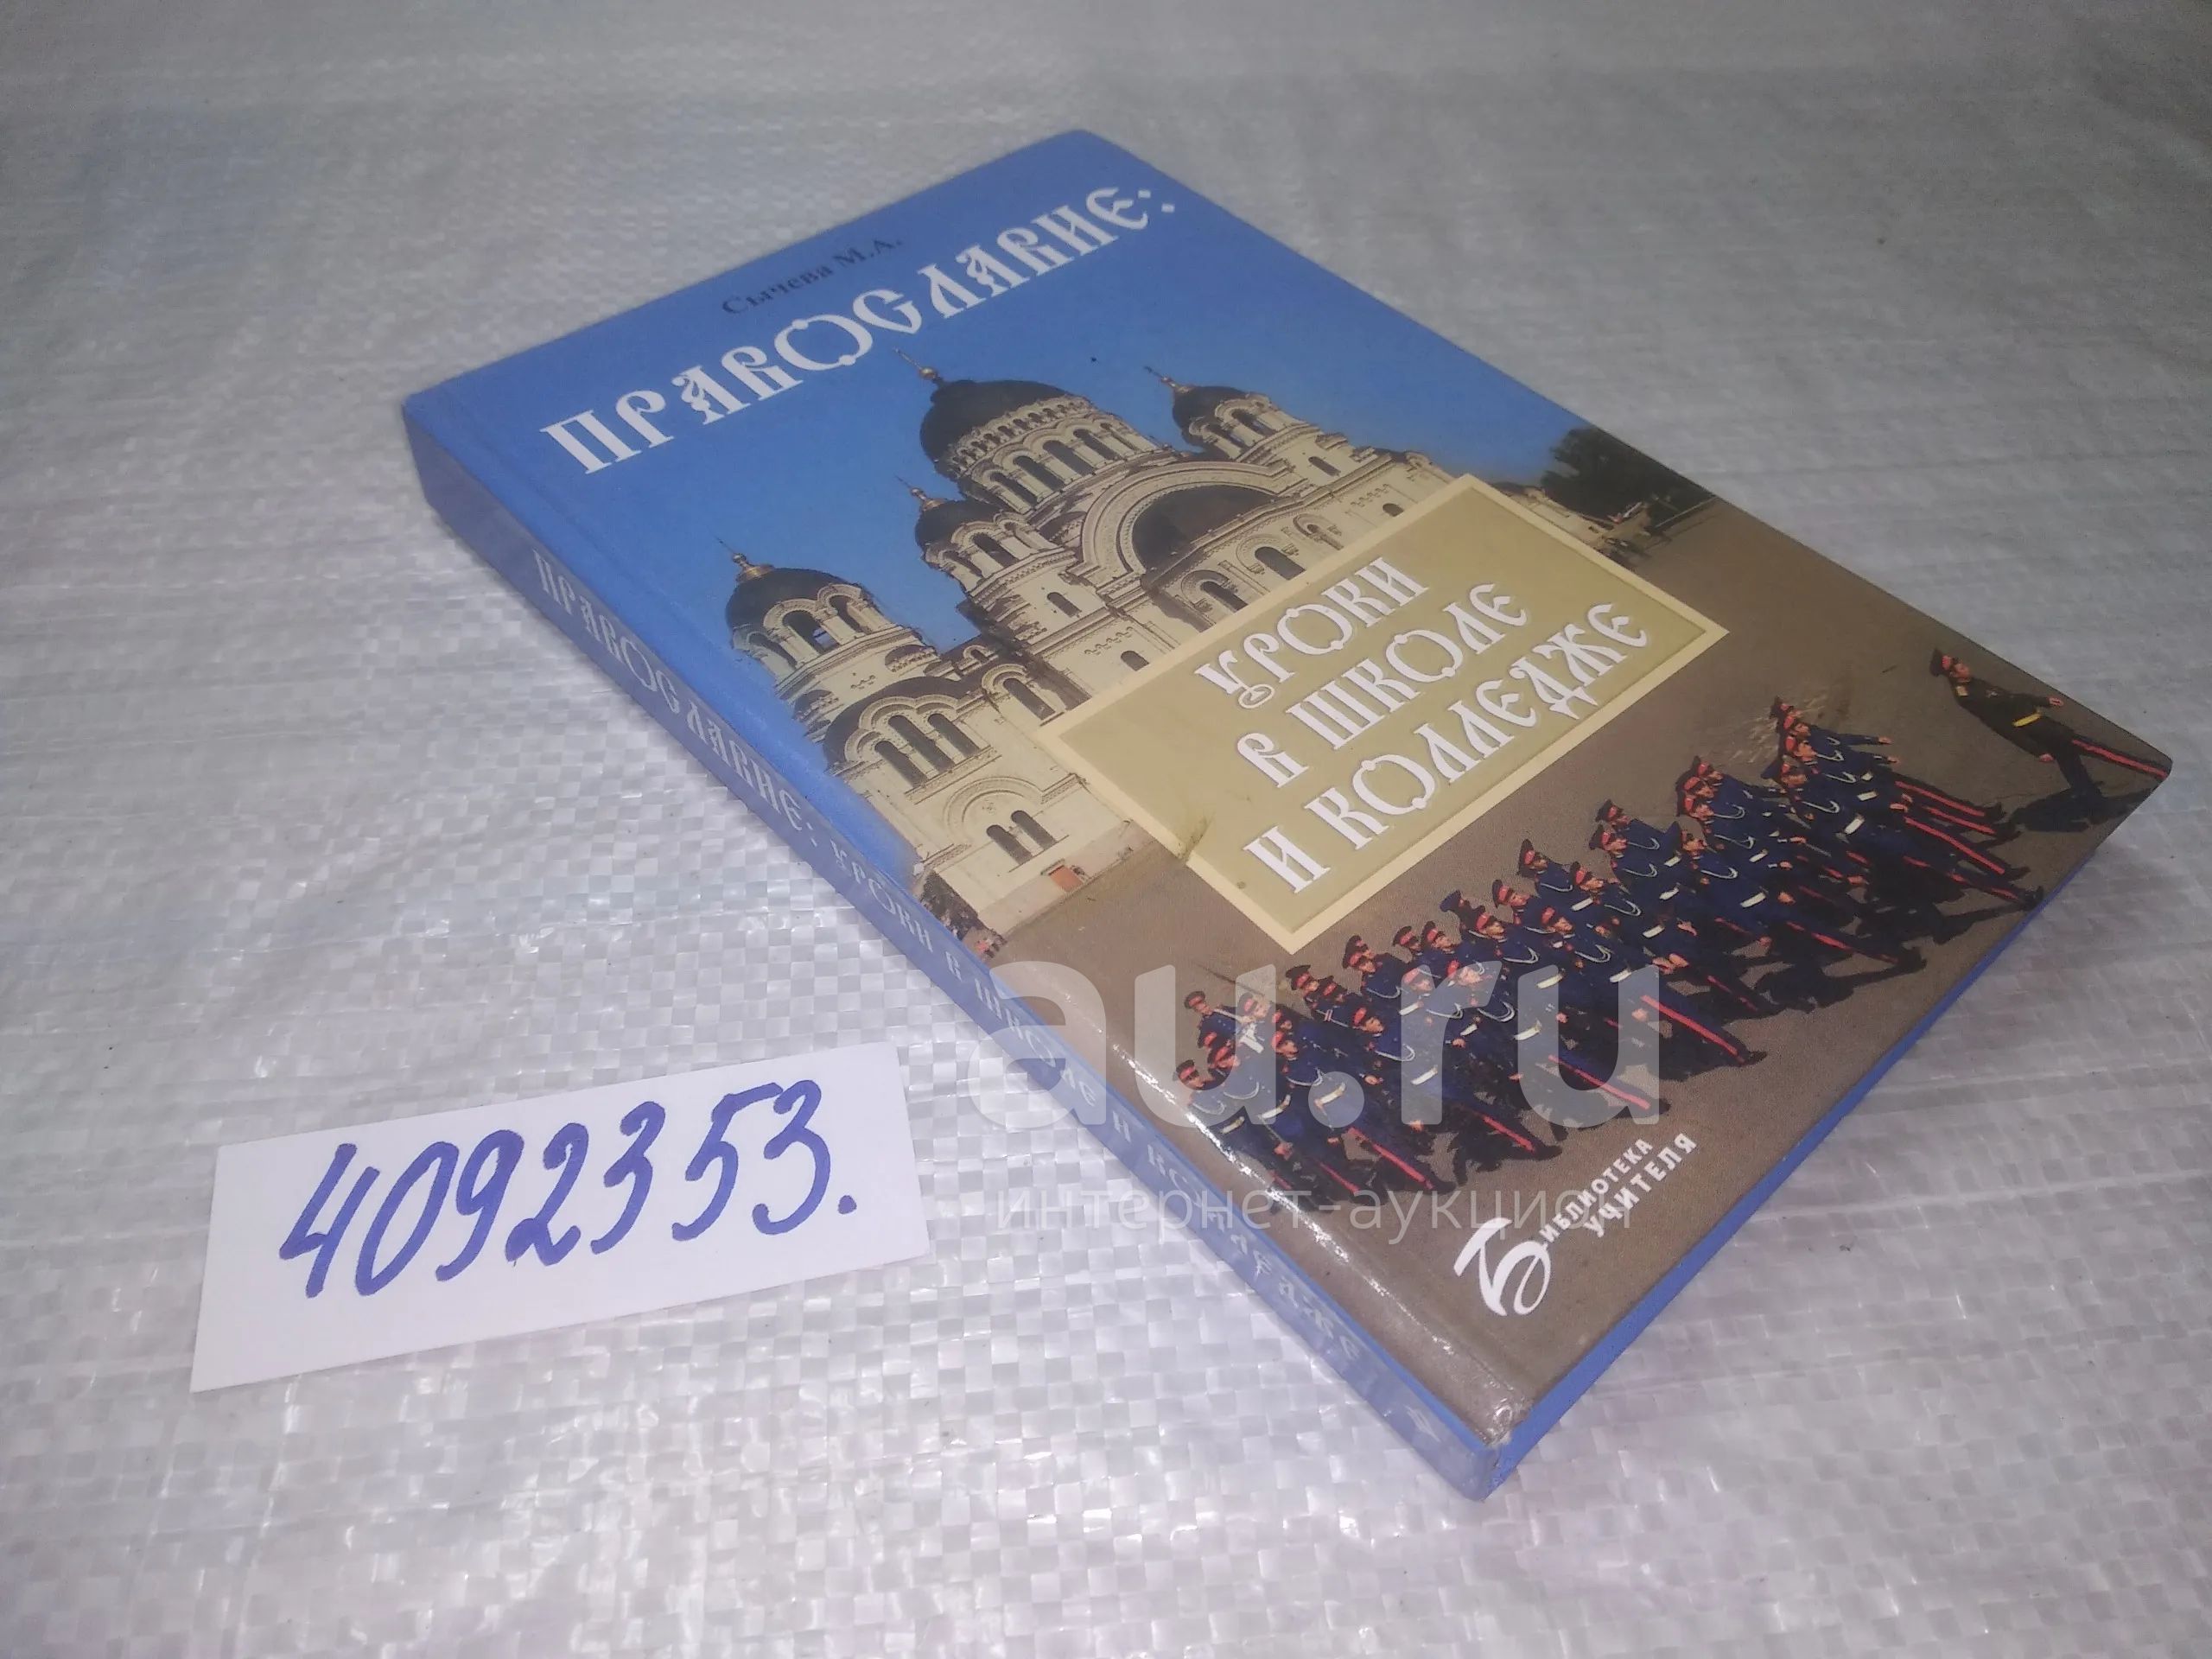 Сычева М.А.
ПРАВОСЛАВИЕ:
УРОКИ
В ШКОЛЕ
И КОЛЛЕДЖЕ
БИБЛИОТЕКА
УЧИТЕЛЯ
ПРАВОСЛАВИЕ: УРОКИ В ШКОЛЕ И КОЛЛЕДЖЕ
4092353.
au.ru
интернет-аукцион